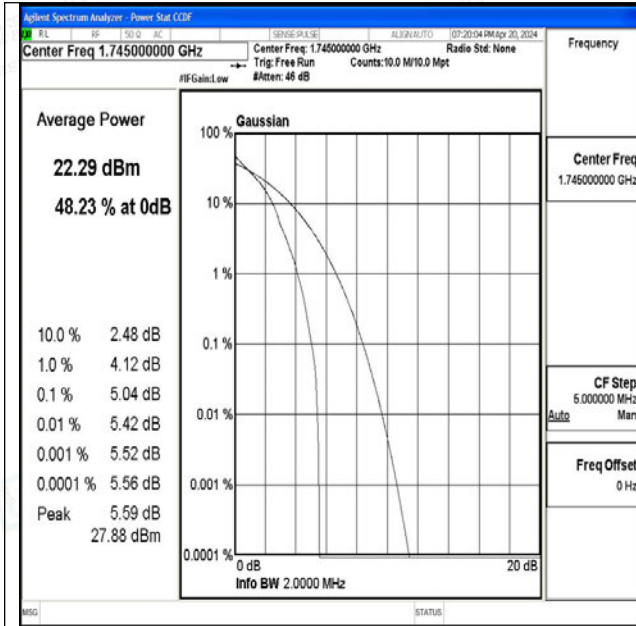 Agilent Spectrum Analyzer - Power Stat CCDF
RL RF 50 Ω AC SENSE:PULSE ALIGNAUTO 07:20:04 PM Apr 20, 2024
Center Freq 1.745000000 GHz
Center Freq: 1.745000000 GHz Radio Std: None
Trig: Free Run Counts:10.0 M/10.0 Mpt
#IFGain:Low #Atten: 46 dB
Frequency
Average Power
22.29 dBm
48.23 % at 0dB
10.0 % 2.48 dB
1.0 % 4.12 dB
0.1 % 5.04 dB
0.01 % 5.42 dB
0.001 % 5.52 dB
0.0001 % 5.56 dB
Peak 5.59 dB
27.88 dBm
Gaussian
100 %
10 %
1 %
0.1 %
0.01 %
0.001 %
0.0001 %
0 dB 20 dB
Info BW 2.0000 MHz
Center Freq
1.745000000 GHz
CF Step
5.000000 MHz
Auto Man
Freq Offset
0 Hz
MSG STATUS